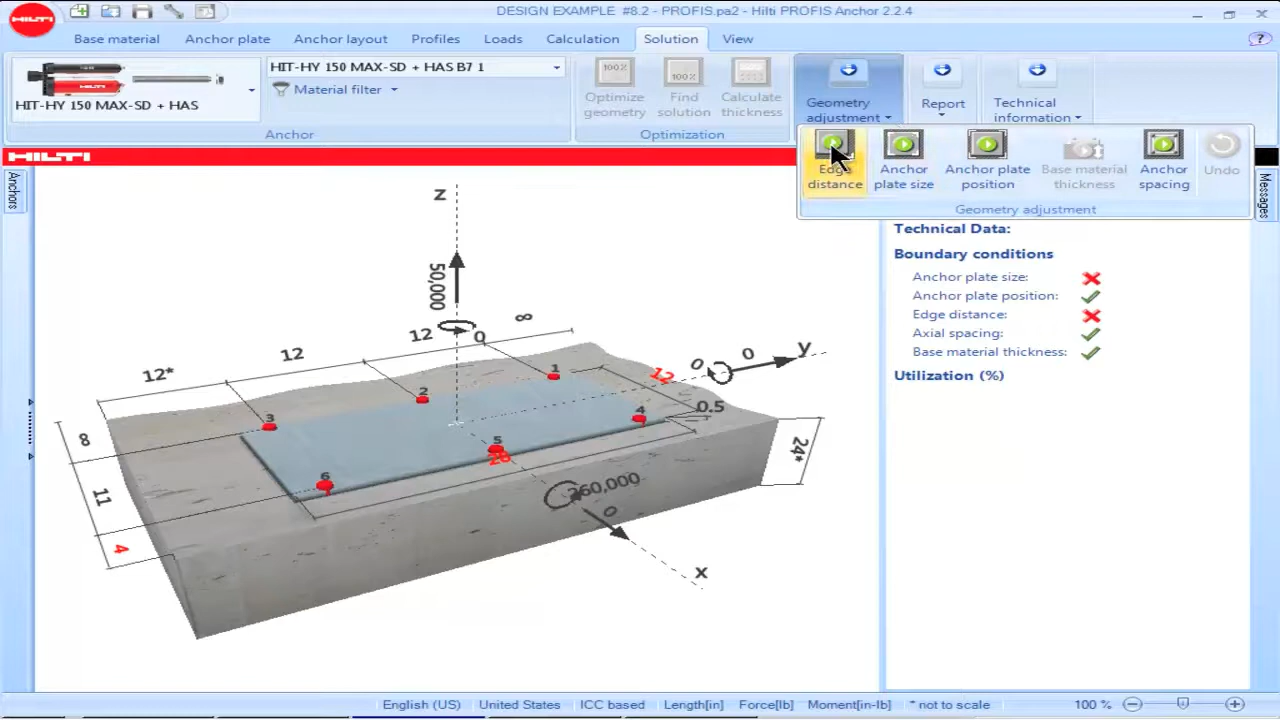 HILTI
DESIGN EXAMPLE #8.2 - PROFIS.pa2 - Hilti PROFIS Anchor 2.2.4
Base material
Anchor plate
Anchor layout
Profiles
Loads
Calculation
Solution
View
HIT-HY 150 MAX-SD + HAS
HIT-HY 150 MAX-SD + HAS B7 1
Material filter
Anchor
100%
Optimize
geometry
100%
Find
solution
Calculate
thickness
Optimization
Geometry
adjustment
Report
Technical
information
Edge
distance
Anchor
plate size
Anchor plate
position
Base material
thickness
Anchor
spacing
Undo
Geometry adjustment
HILTI
Anchors
Messages
Technical Data:
Boundary conditions
Anchor plate size:
Anchor plate position:
Edge distance:
Axial spacing:
Base material thickness:
Utilization (%)
z
50,000
∞
12
0
12
12*
0
0
y
12
1
2
3
4
0.5
5
26
6
8
11
4
24*
260,000
0
x
English (US)
United States
ICC based
Length[in]
Force[lb]
Moment[in-lb]
* not to scale
100 %